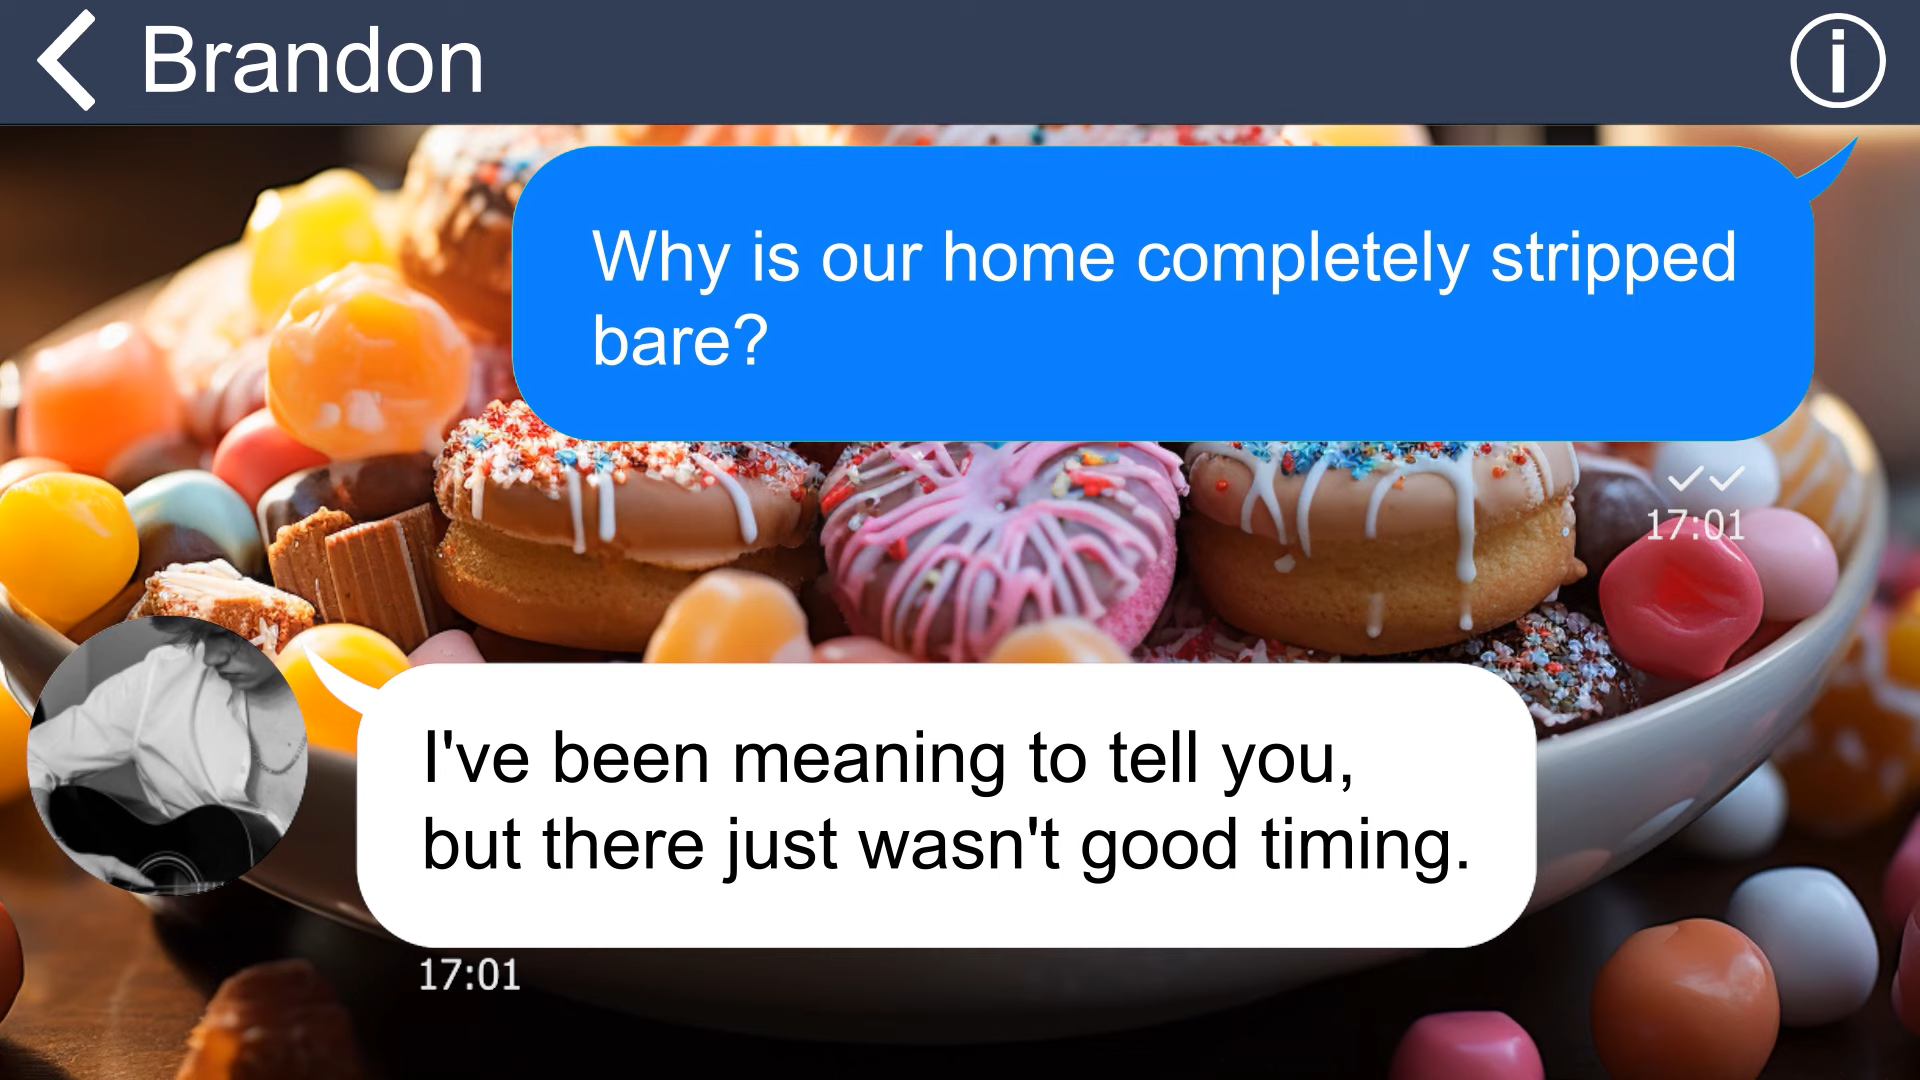 Brandon
Why is our home completely stripped
bare?
17:01
I've been meaning to tell you,
but there just wasn't good timing.
17:01